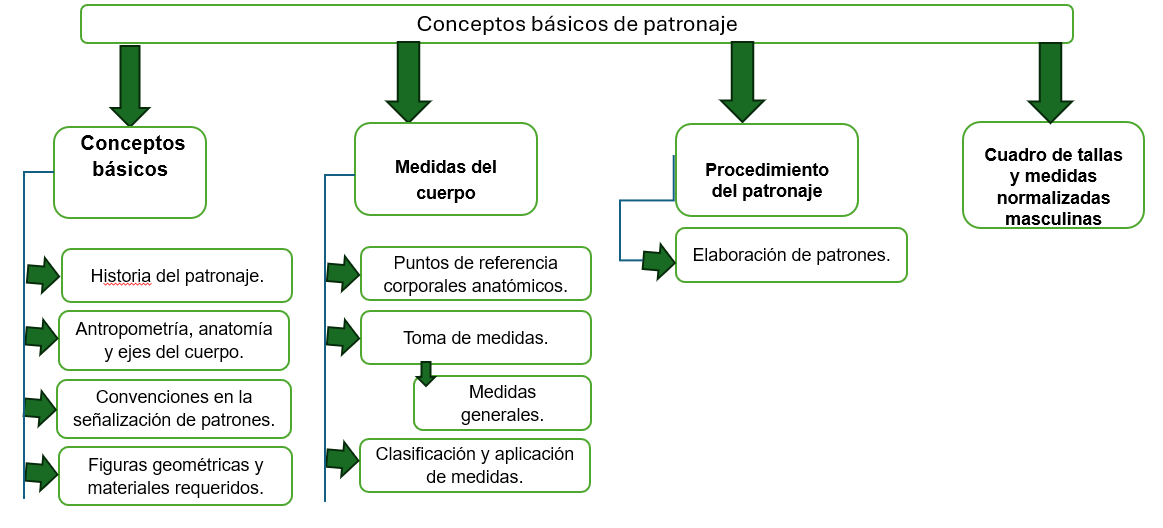 Conceptos básicos de patronaje
Conceptos
básicos
Historia del patronaje.
Antropometría, anatomía
y ejes del cuerpo.
Convenciones en la
señalización de patrones.
Figuras geométricas y
materiales requeridos.
Medidas del
cuerpo
Puntos de referencia
corporales anatómicos.
Toma de medidas.
Medidas
generales.
Clasificación y aplicación
de medidas.
Procedimiento
del patronaje
Elaboración de patrones.
Cuadro de tallas
y medidas
normalizadas
masculinas